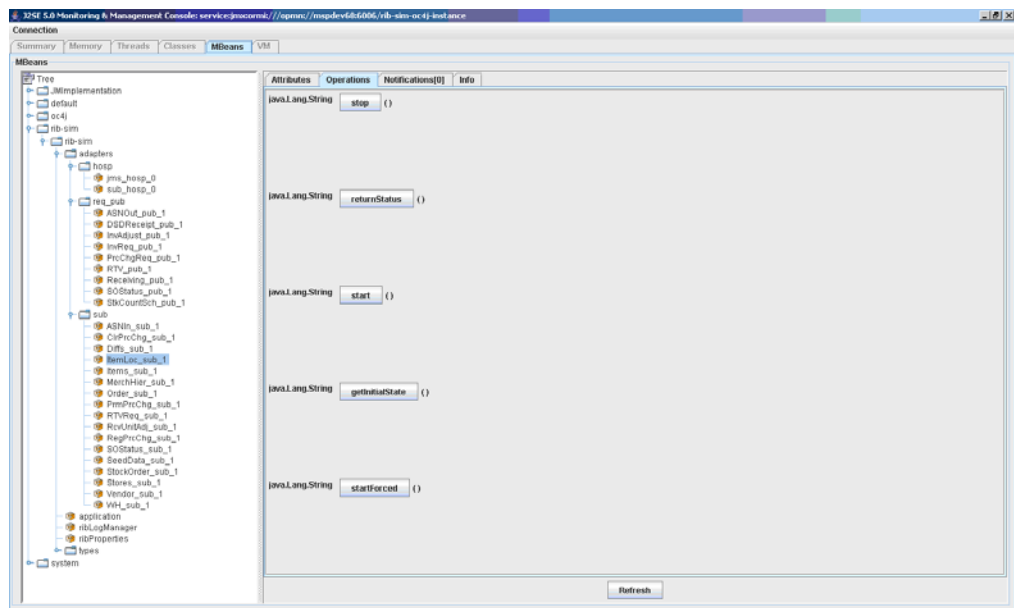 J2SE 5.0 Monitoring & Management Console: service:jmx:ormi:///opmn://mspdev60:6006/rib-sim-oc4j-instance
Connection
Summary Memory Threads Classes MBeans VM
MBeans
Tree
JMImplementation
default
oc4j
rib-sim
rib-sim
adapters
hosp
jms_hosp_0
sub_hosp_0
req_pub
ASNOut_pub_1
DSDReceipt_pub_1
InvAdjust_pub_1
InvReq_pub_1
PrcChgReq_pub_1
RTV_pub_1
Receiving_pub_1
SOStatus_pub_1
StkCountSch_pub_1
sub
ASNIn_sub_1
ClrPrcChg_sub_1
Diffs_sub_1
ItemLoc_sub_1
Items_sub_1
MerchHier_sub_1
Order_sub_1
PrmPrcChg_sub_1
RTVReq_sub_1
RcvUnitAdj_sub_1
RegPrcChg_sub_1
SOStatus_sub_1
SeedData_sub_1
StockOrder_sub_1
Stores_sub_1
Vendor_sub_1
WH_sub_1
application
ribLogManager
ribProperties
types
system
Attributes Operations Notifications[0] Info
java.Lang.String stop ( )
java.Lang.String returnStatus ( )
java.Lang.String start ( )
java.Lang.String getInitialState ( )
java.Lang.String startForced ( )
Refresh